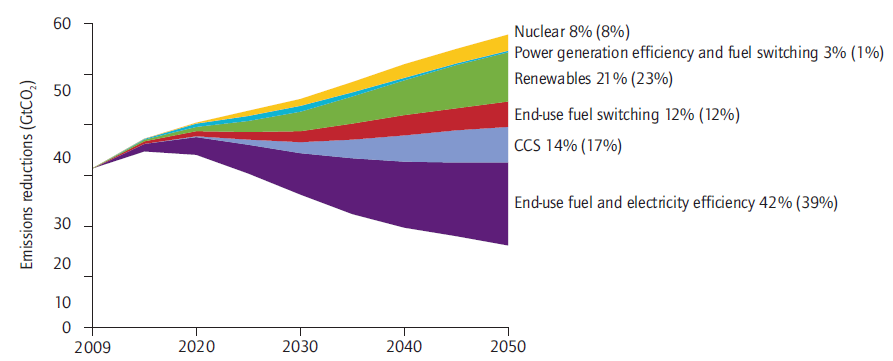 60
50
40
30
20
10
0
Emissions reductions (GtCO₂)
2009
2020
2030
2040
2050
Nuclear 8% (8%)
Power generation efficiency and fuel switching 3% (1%)
Renewables 21% (23%)
End-use fuel switching 12% (12%)
CCS 14% (17%)
End-use fuel and electricity efficiency 42% (39%)